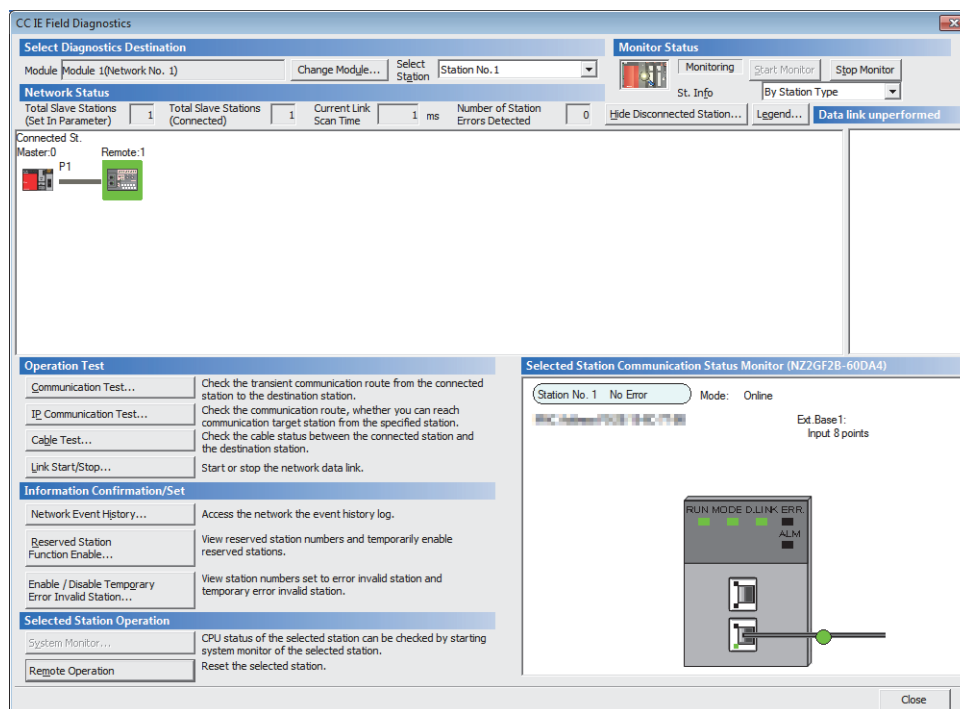 CC IE Field Diagnostics
Select Diagnostics Destination
Module Module 1(Network No. 1) Change Module... Select Station Station No.1
Monitor Status
Monitoring Start Monitor Stop Monitor
St. Info By Station Type
Network Status
Total Slave Stations (Set In Parameter) 1 Total Slave Stations (Connected) 1 Current Link Scan Time 1 ms Number of Station Errors Detected 0
Hide Disconnected Station... Legend... Data link unperformed
Connected St.
Master:0 Remote:1
P1
Operation Test
Communication Test... Check the transient communication route from the connected
station to the destination station.
IP Communication Test... Check the communication route, whether you can reach
communication target station from the specified station.
Cable Test... Check the cable status between the connected station and
the destination station.
Link Start/Stop... Start or stop the network data link.
Information Confirmation/Set
Network Event History... Access the network the event history log.
Reserved Station
Function Enable...
View reserved station numbers and temporarily enable
reserved stations.
Enable / Disable Temporary
Error Invalid Station...
View station numbers set to error invalid station and
temporary error invalid station.
Selected Station Operation
System Monitor... CPU status of the selected station can be checked by starting
system monitor of the selected station.
Remote Operation Reset the selected station.
Selected Station Communication Status Monitor (NZ2GF2B-60DA4)
Station No. 1 No Error Mode: Online
Ext.Base1:
Input 8 points
RUN MODE D.LINK ERR.
ALM
Close